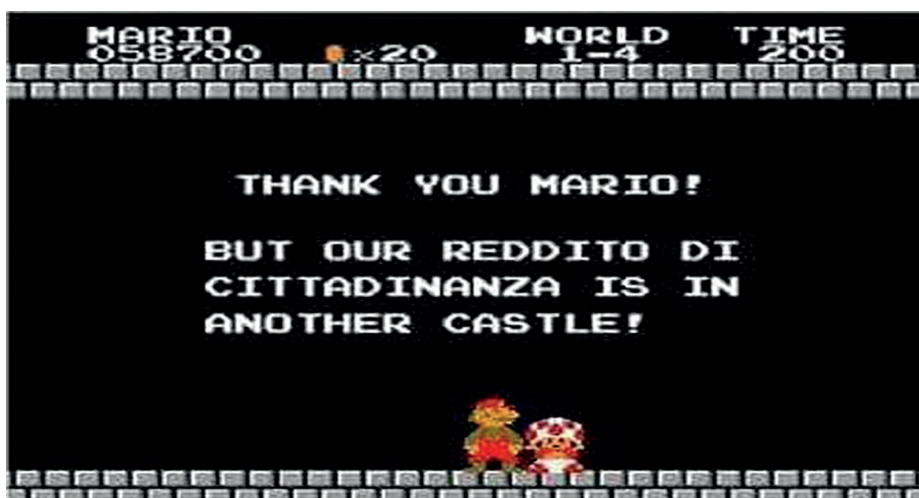 MARIO WORLD TIME
058700 ×20 1-4 200
THANK YOU MARIO!
BUT OUR REDDITO DI
CITTADINANZA IS IN
ANOTHER CASTLE!